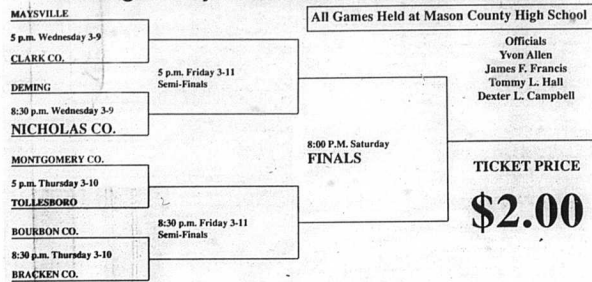 MAYSVILLE
5 p.m. Wednesday 3-9
CLARK CO.
DEMING
8:30 p.m. Wednesday 3-9
NICHOLAS CO.
MONTGOMERY CO.
5 p.m. Thursday 3-10
TOLLESBORO
BOURBON CO.
8:30 p.m. Thursday 3-10
BRACKEN CO.
5 p.m. Friday 3-11
Semi-Finals
8:30 p.m. Friday 3-11
Semi-Finals
8:00 P.M. Saturday
FINALS
All Games Held at Mason County High School
Officials
Yvon Allen
James F. Francis
Tommy L. Hall
Dexter L. Campbell
TICKET PRICE
$2.00